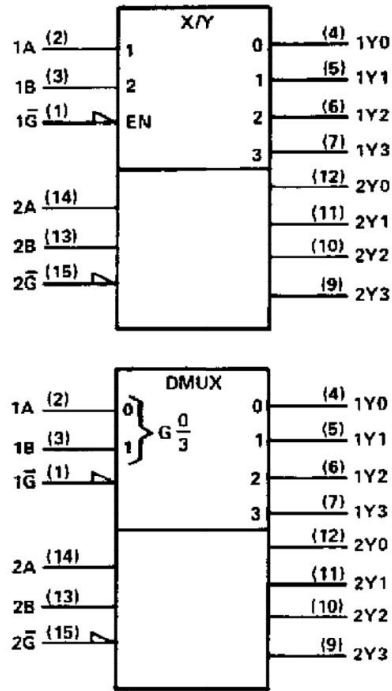 X/Y
1A (2) 1 0 (4) 1Y0
1B (3) 2 1 (5) 1Y1
1G̅ (1) EN 2 (6) 1Y2
3 (7) 1Y3
(12) 2Y0
2A (14) (11) 2Y1
2B (13) (10) 2Y2
2G̅ (15) (9) 2Y3
DMUX
1A (2) 0 0 (4) 1Y0
1B (3) 1 } G 0/3 1 (5) 1Y1
1G̅ (1) 2 (6) 1Y2
3 (7) 1Y3
(12) 2Y0
2A (14) (11) 2Y1
2B (13) (10) 2Y2
2G̅ (15) (9) 2Y3